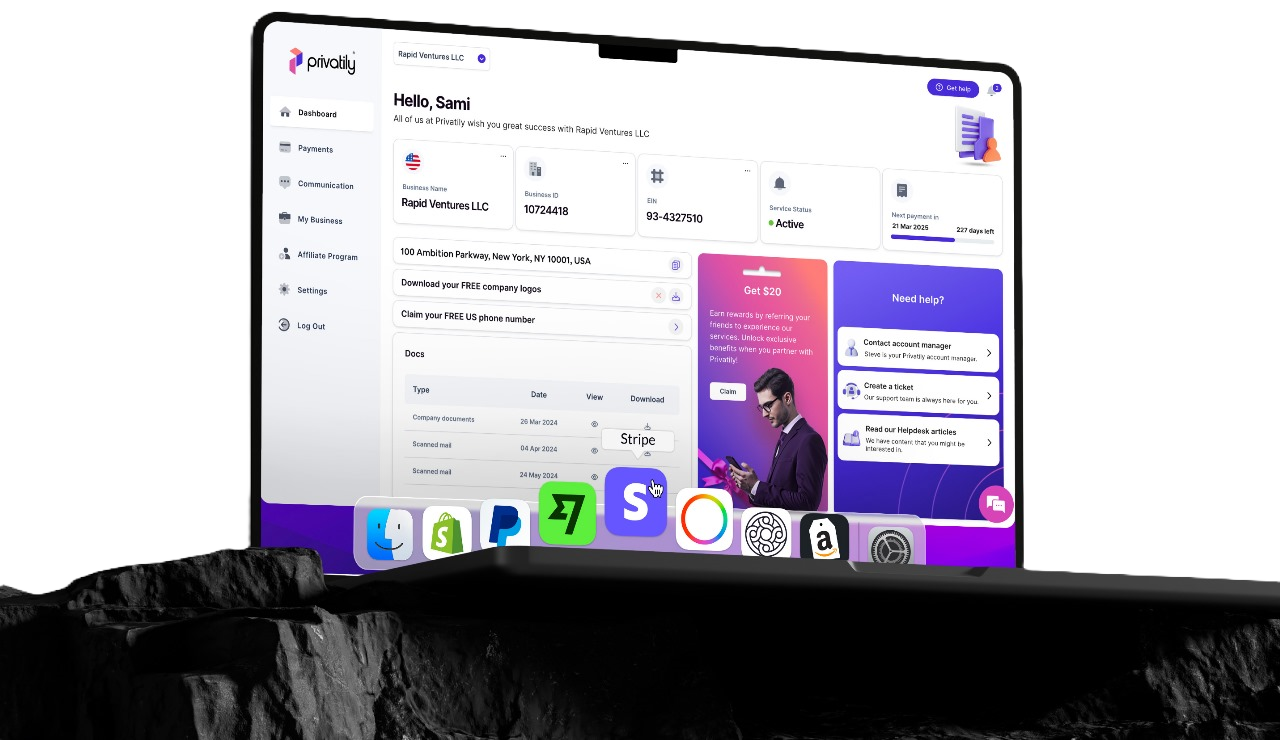 privatily
Rapid Ventures LLC
Get help
2
Hello, Sami
All of us at Privatily wish you great success with Rapid Ventures LLC
Dashboard
Payments
Communication
My Business
Affiliate Program
Settings
Log Out
Business Name
Rapid Ventures LLC
Business ID
10724418
EIN
93-4327510
Service Status
Active
Next payment in
21 Mar 2025
227 days left
100 Ambition Parkway, New York, NY 10001, USA
Download your FREE company logos
Claim your FREE US phone number
Docs
Type Date View Download
Company documents 26 Mar 2024
Scanned mail 04 Apr 2024
Scanned mail 24 May 2024
Get $20
Earn rewards by referring your
friends to experience our
services. Unlock exclusive
benefits when you partner with
Privatily!
Claim
Need help?
Contact account manager
Steve is your Privatily account manager.
Create a ticket
Our support team is always here for you.
Read our Helpdesk articles
We have content that you might be
interested in.
Stripe
S
S
a